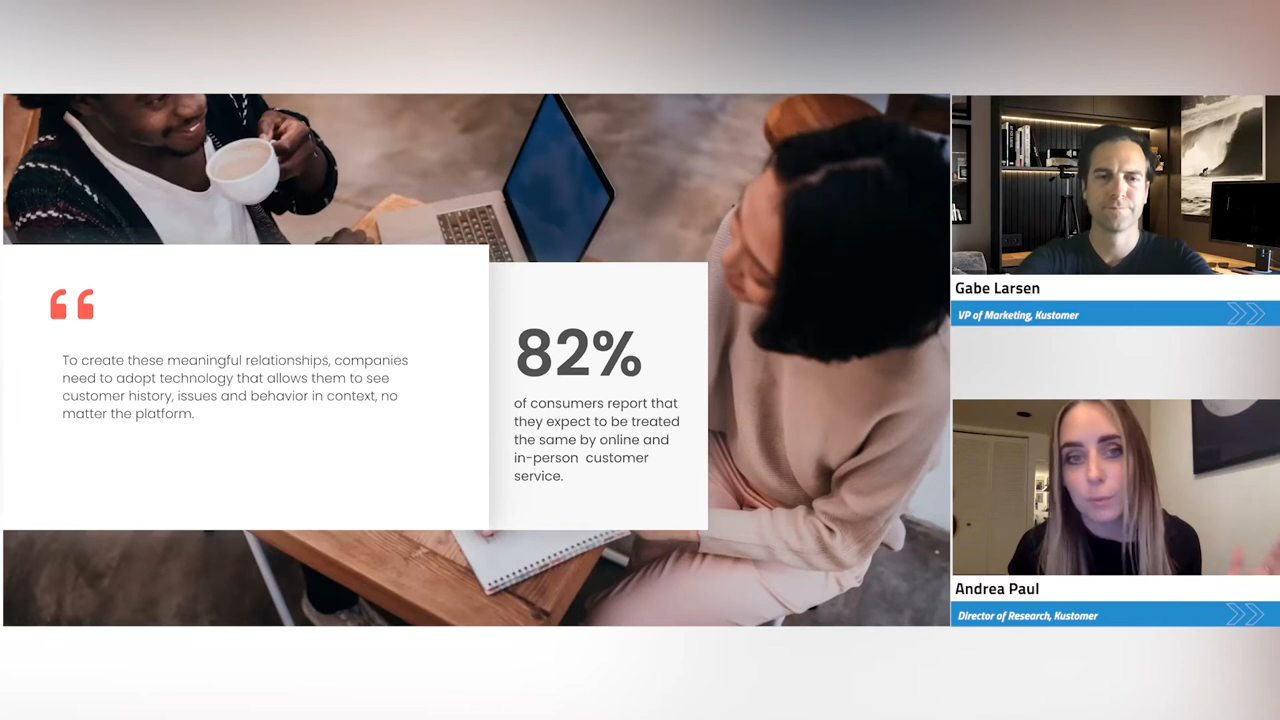 To create these meaningful relationships, companies
need to adopt technology that allows them to see
customer history, issues and behavior in context, no
matter the platform.
82%
of consumers report that
they expect to be treated
the same by online and
in-person customer
service.
Gabe Larsen
VP of Marketing, Kustomer
Andrea Paul
Director of Research, Kustomer